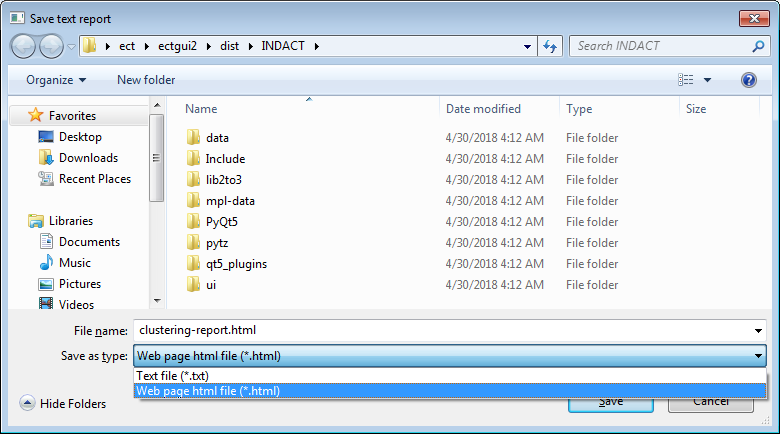 Save text report
ect ectgui2 dist INDACT
Search INDACT
Organize New folder
Favorites
Desktop
Downloads
Recent Places
Libraries
Documents
Music
Pictures
Videos
Name Date modified Type Size
data 4/30/2018 4:12 AM File folder
Include 4/30/2018 4:12 AM File folder
lib2to3 4/30/2018 4:12 AM File folder
mpl-data 4/30/2018 4:12 AM File folder
PyQt5 4/30/2018 4:12 AM File folder
pytz 4/30/2018 4:12 AM File folder
qt5_plugins 4/30/2018 4:12 AM File folder
ui 4/30/2018 4:12 AM File folder
File name: clustering-report.html
Save as type: Web page html file (*.html)
Text file (*.txt)
Web page html file (*.html)
Hide Folders Save Cancel